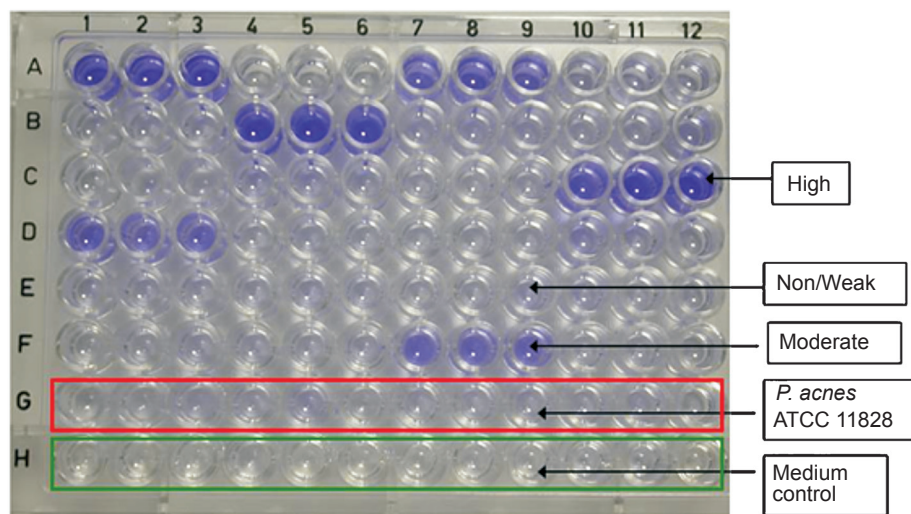 1 2 3 4 5 6 7 8 9 10 11 12
A
B
C
High
D
E
Non/Weak
F
Moderate
G
P. acnes
ATCC 11828
H
Medium
control